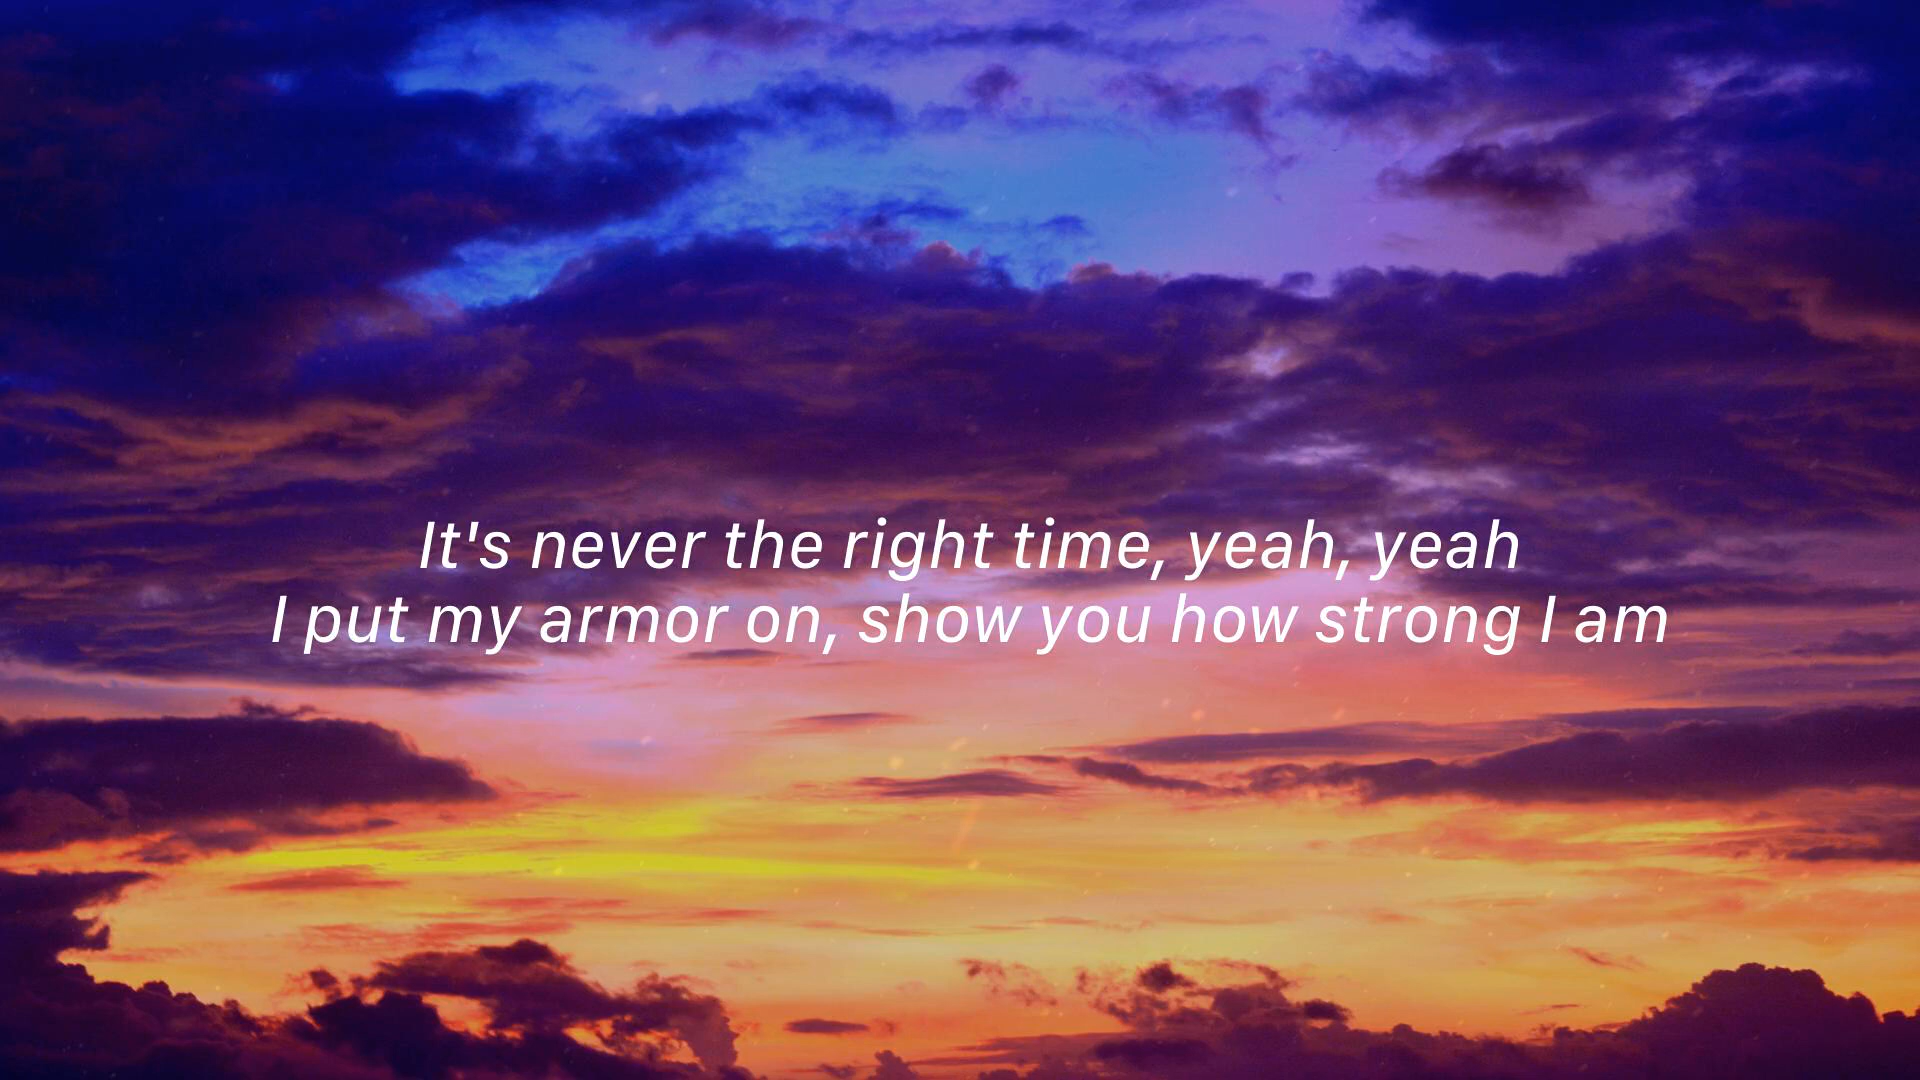 It's never the right time, yeah, yeah
I put my armor on, show you how strong I am